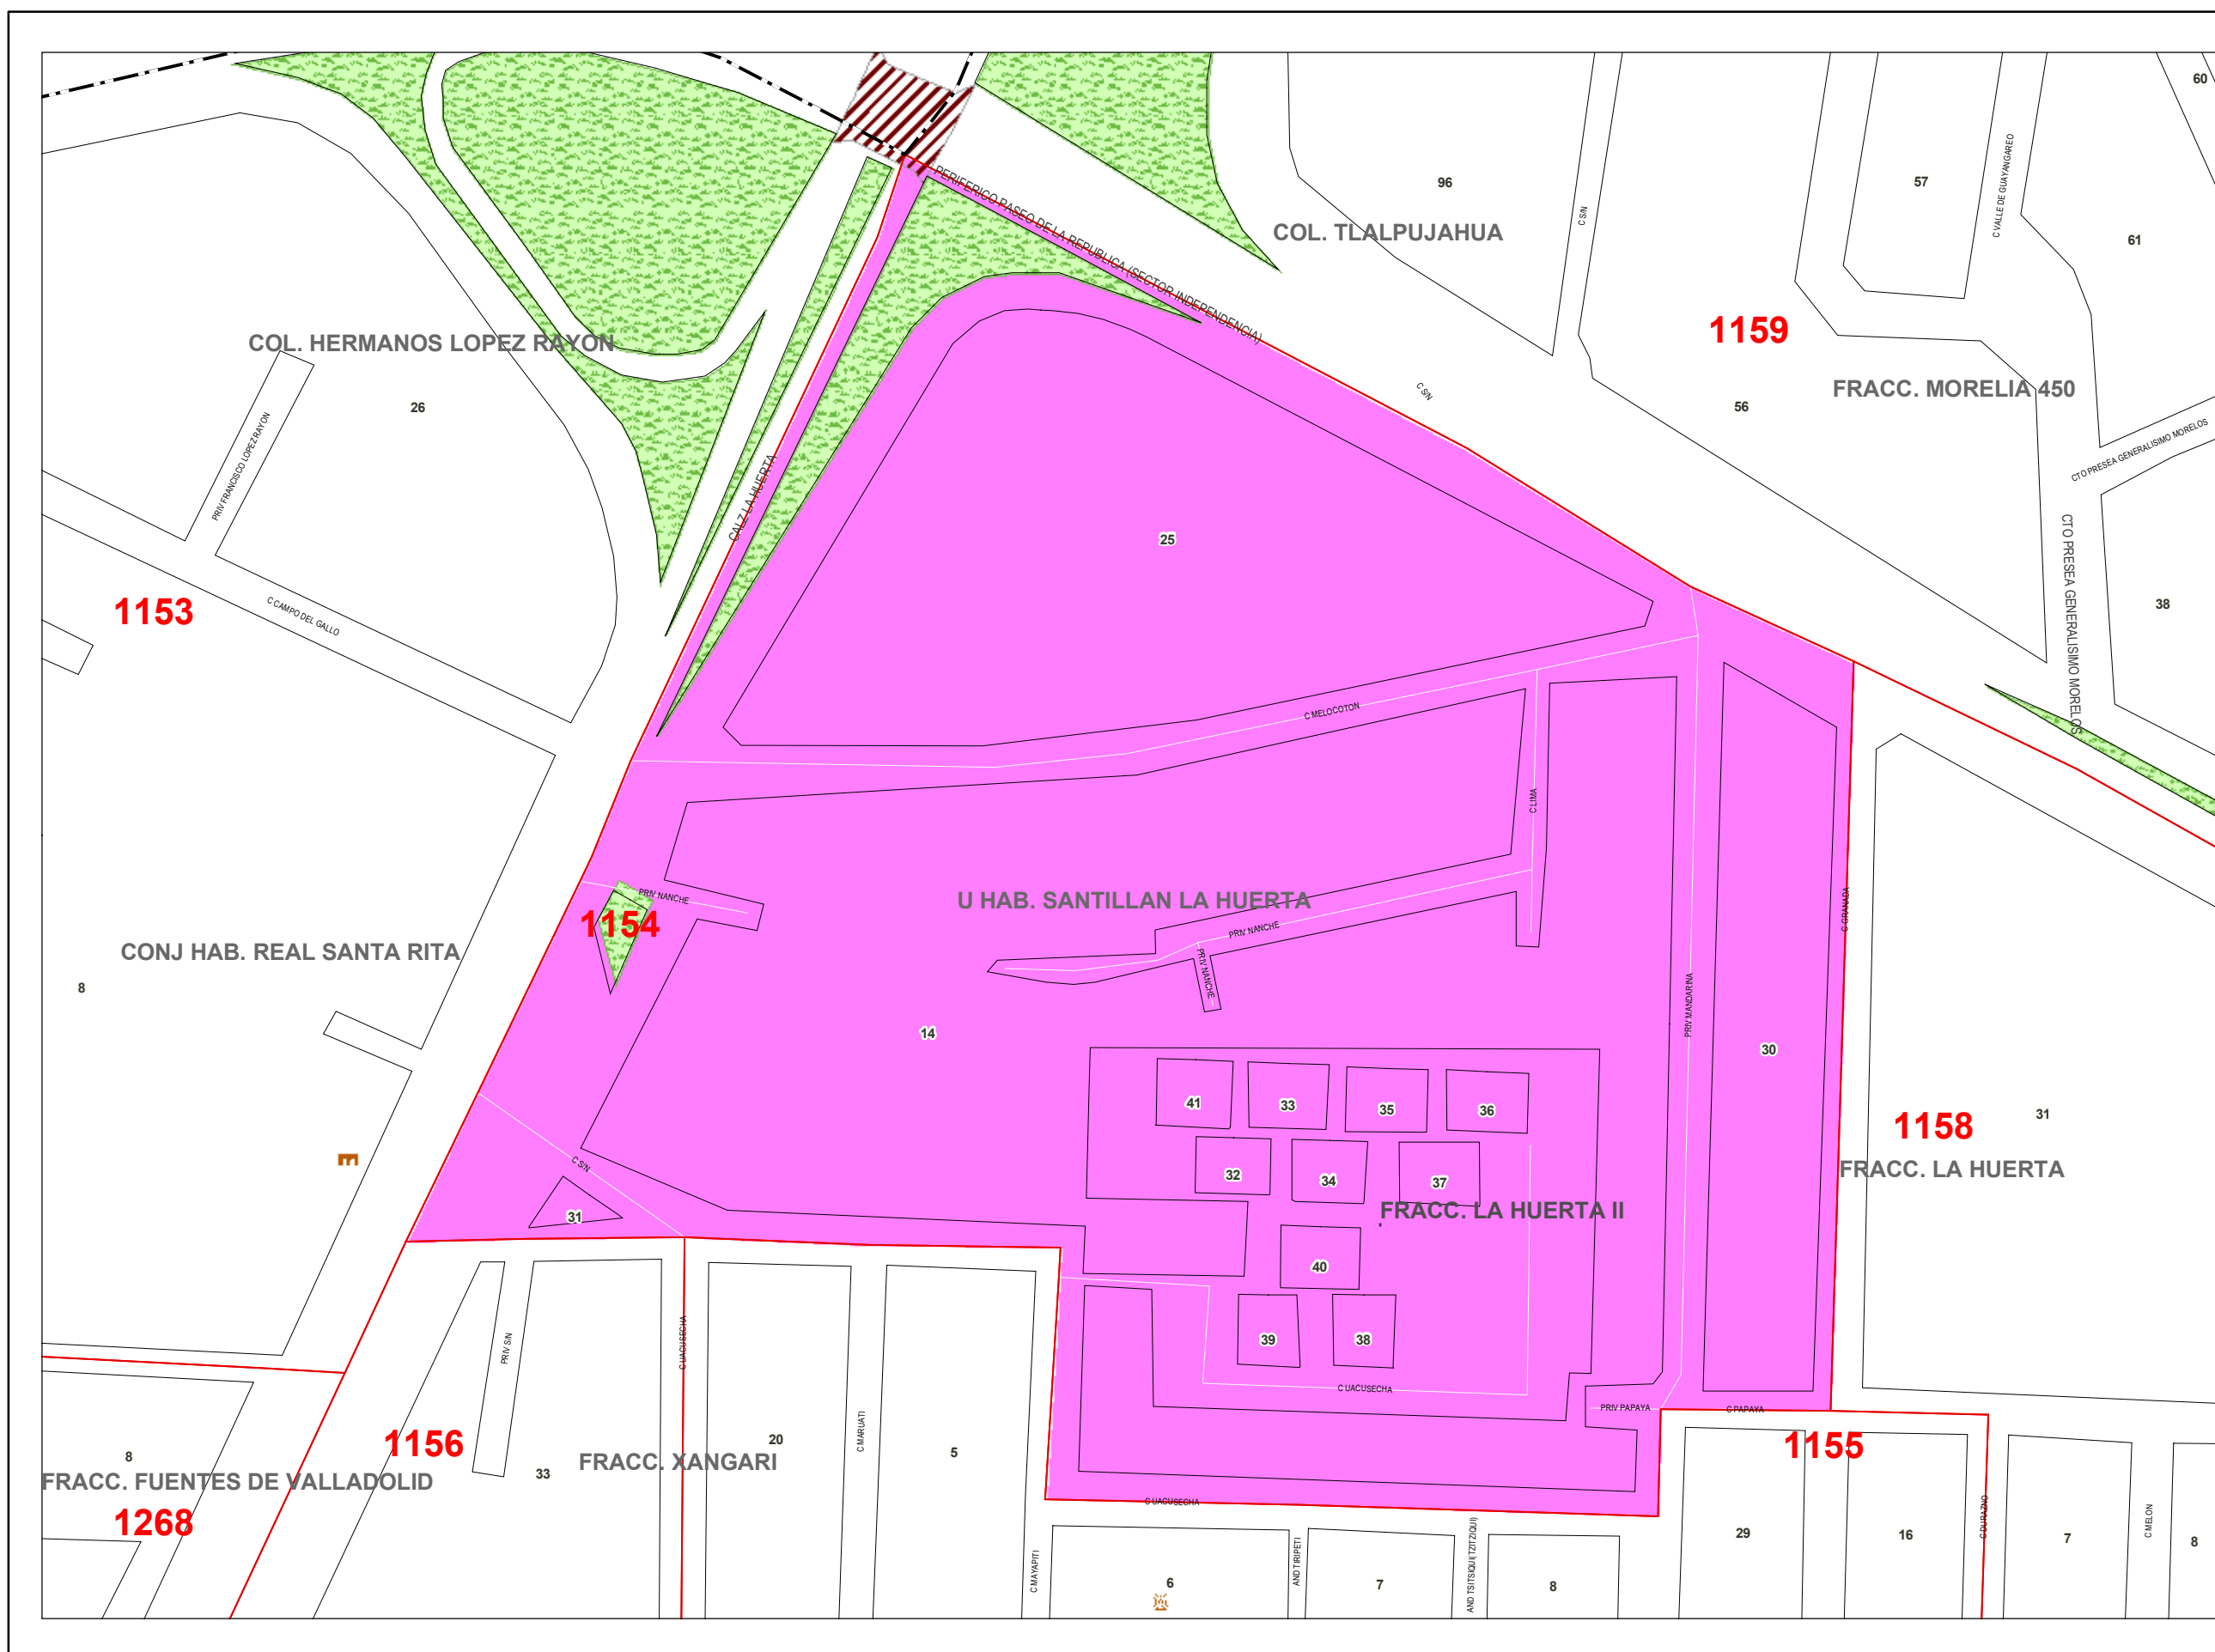 60
C VALLE DE GUAYANGAREO
96
57
PERIFERICO PASEO DE LA REPUBLICA (SECTOR INDEPENDENCIA)
C S/N
COL. TLALPUJAHUA
61
1159
COL. HERMANOS LOPEZ RAYON
FRACC. MORELIA 450
C S/N
26
56
PRIV FRANCISCO LOPEZ RAYON
CTO PRESEA GENERALISIMO MORELOS
CALZ LA HUERTA
25
CTO PRESEA GENERALISIMO MORELOS
1153
C CAMPO DEL GALLO
38
C MELOCOTON
C LIMA
PRIV NANCHE
U HAB. SANTILLAN LA HUERTA
C GRANADA
1154
PRIV NANCHE
CONJ HAB. REAL SANTA RITA
PRIV NANCHE
8
PRIV MANDARINA
14
30
41
33
35
36
31
1158
E
C S/N
FRACC. LA HUERTA
32
34
37
31
FRACC. LA HUERTA II
40
C UACUSECHA
PRIV S/N
39
38
C UACUSECHA
PRIV PAPAYA
C PAPAYA
1156
20
C MARUATI
5
1155
8
FRACC. XANGARI
33
FRACC. FUENTES DE VALLADOLID
C UACUSECHA
1268
C DURAZNO
C MELON
29
16
7
8
C MAYAPITI
6
AND TIRIPETI
7
AND TSITSIQUI (TZITZIQUI)
8